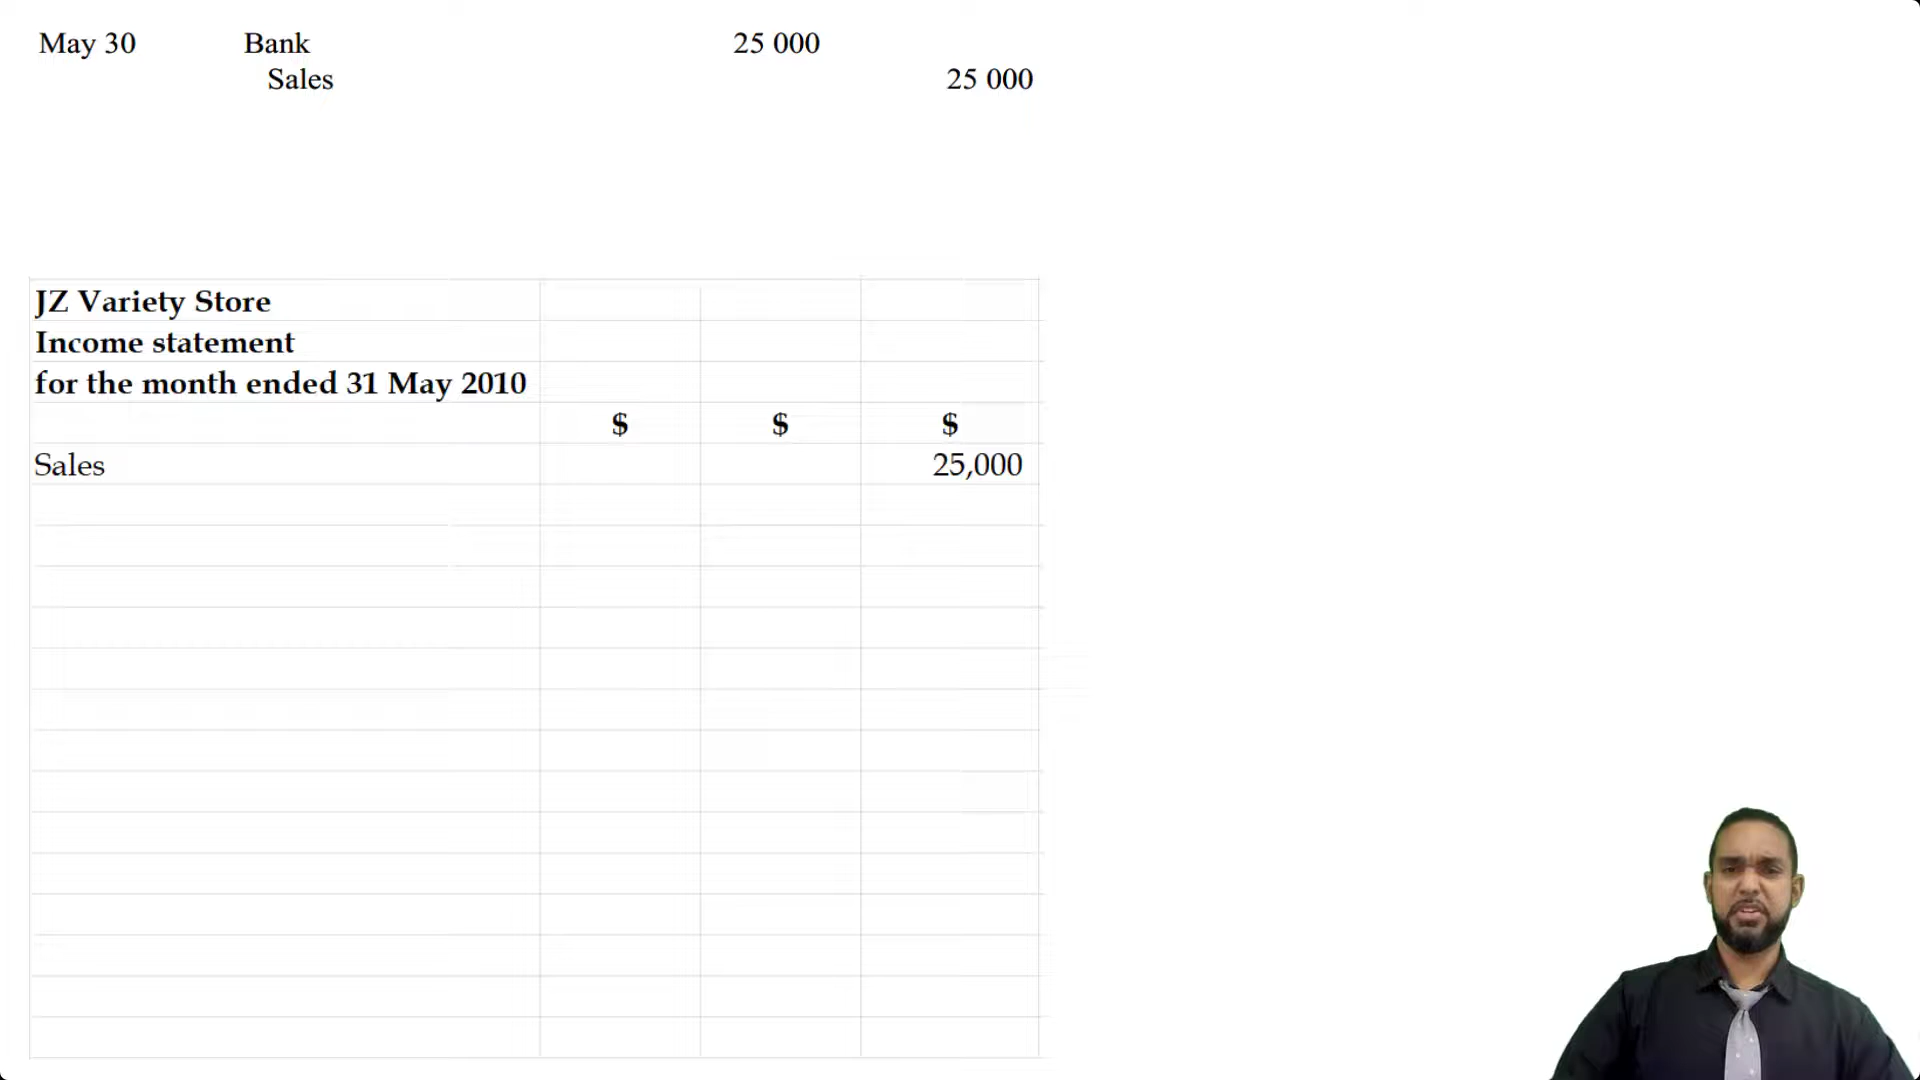 May 30 Bank 25 000
Sales 25 000
JZ Variety Store
Income statement
for the month ended 31 May 2010
$ $ $
Sales 25,000